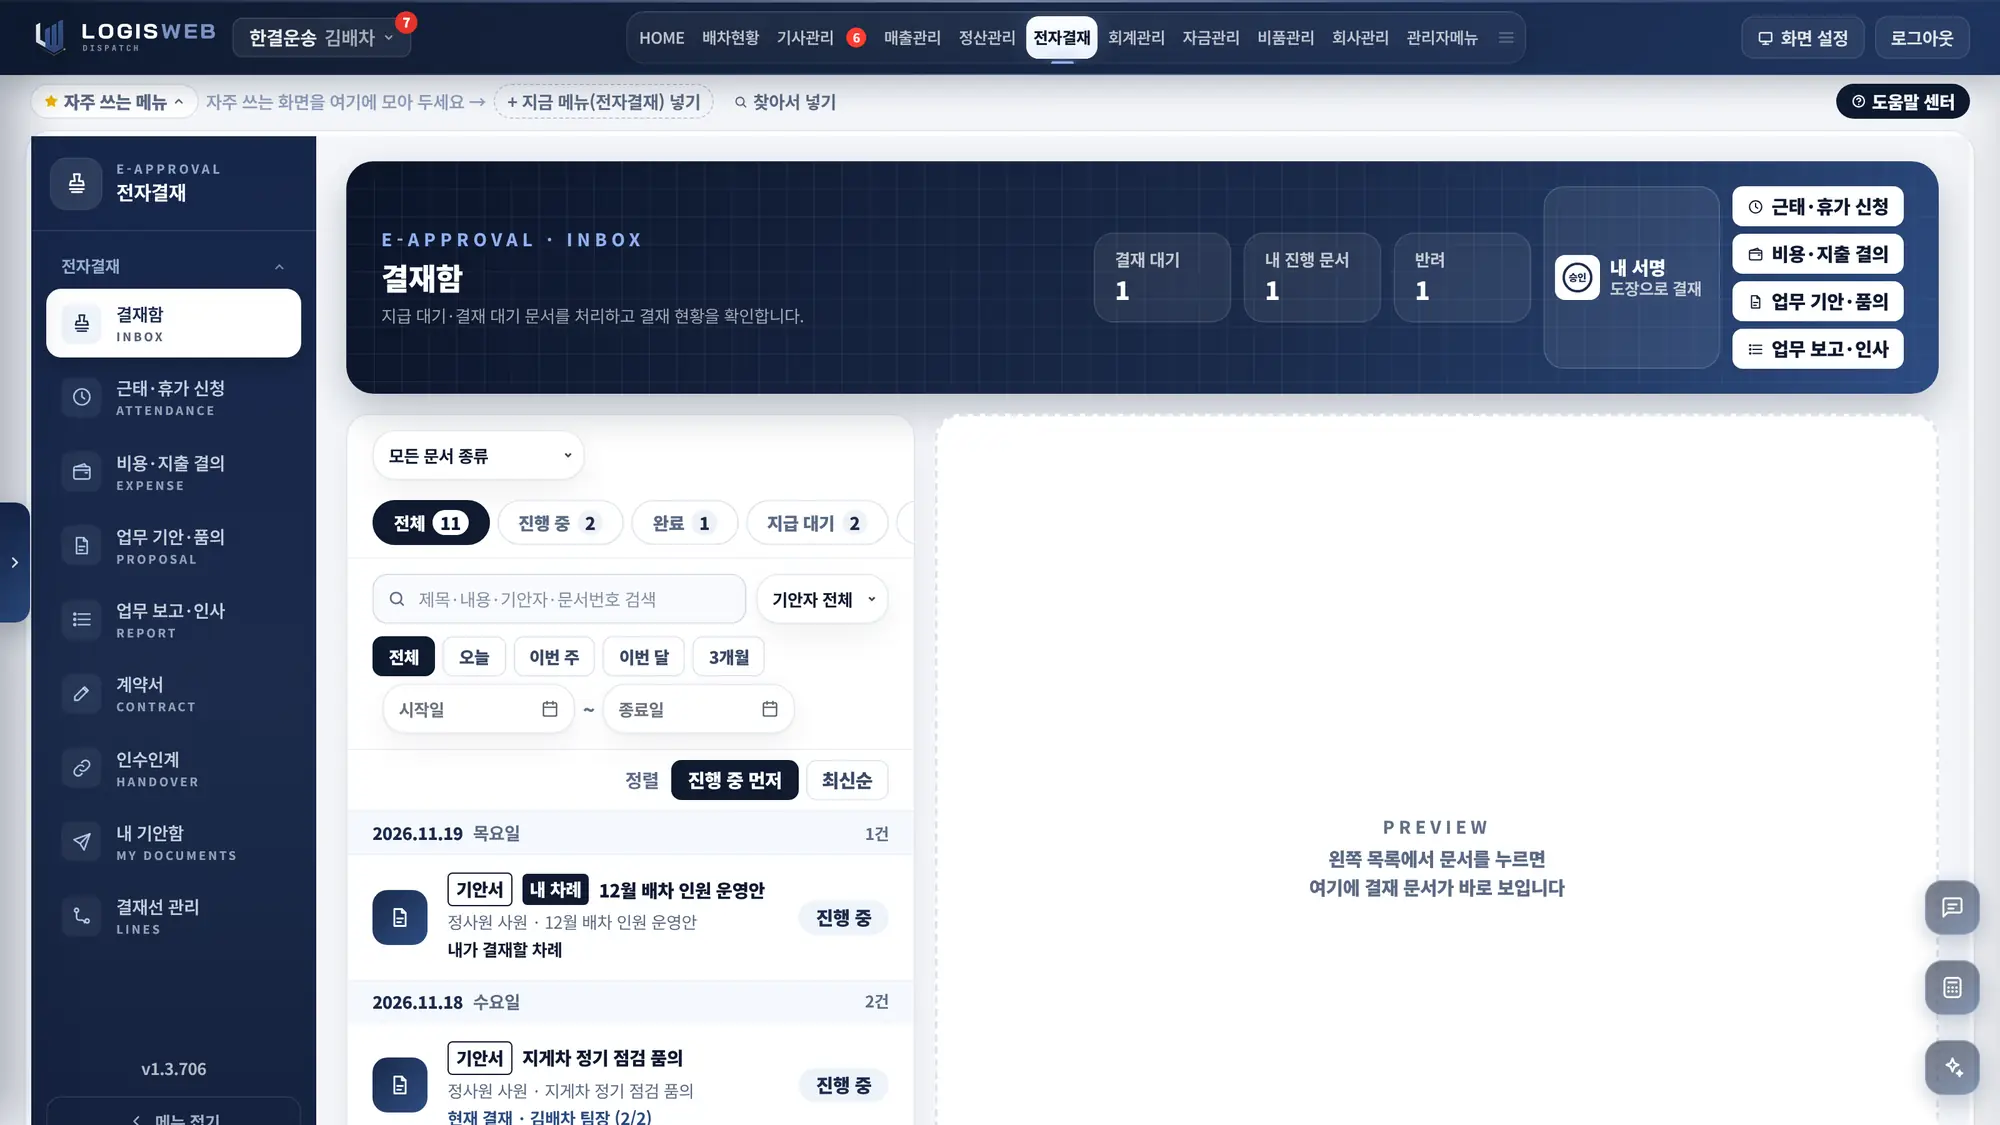 LOGISWEB
DISPATCH
한결운송 김배차
7
HOME
배차현황
기사관리 6
매출관리
정산관리
전자결재
회계관리
자금관리
비품관리
회사관리
관리자메뉴
화면 설정
로그아웃
자주 쓰는 메뉴
자주 쓰는 화면을 여기에 모아 두세요 →
+ 지금 메뉴(전자결재) 넣기
찾아서 넣기
도움말 센터
E-APPROVAL
전자결재
전자결재
결재함
INBOX
근태·휴가 신청
ATTENDANCE
비용·지출 결의
EXPENSE
업무 기안·품의
PROPOSAL
업무 보고·인사
REPORT
계약서
CONTRACT
인수인계
HANDOVER
내 기안함
MY DOCUMENTS
결재선 관리
LINES
v1.3.706
메뉴 접기
E-APPROVAL · INBOX
결재함
지급 대기·결재 대기 문서를 처리하고 결재 현황을 확인합니다.
결재 대기
1
내 진행 문서
1
반려
1
승인
내 서명
도장으로 결재
근태·휴가 신청
비용·지출 결의
업무 기안·품의
업무 보고·인사
모든 문서 종류
전체 11
진행 중 2
완료 1
지급 대기 2
제목·내용·기안자·문서번호 검색
기안자 전체
전체
오늘
이번 주
이번 달
3개월
시작일
~
종료일
정렬
진행 중 먼저
최신순
2026.11.19 목요일
1건
기안서 내 차례 12월 배차 인원 운영안
정사원 사원 · 12월 배차 인원 운영안
내가 결재할 차례
진행 중
2026.11.18 수요일
2건
기안서 지게차 정기 점검 품의
정사원 사원 · 지게차 정기 점검 품의
현재 결재 · 김배차 팀장 (2/2)
진행 중
PREVIEW
왼쪽 목록에서 문서를 누르면
여기에 결재 문서가 바로 보입니다